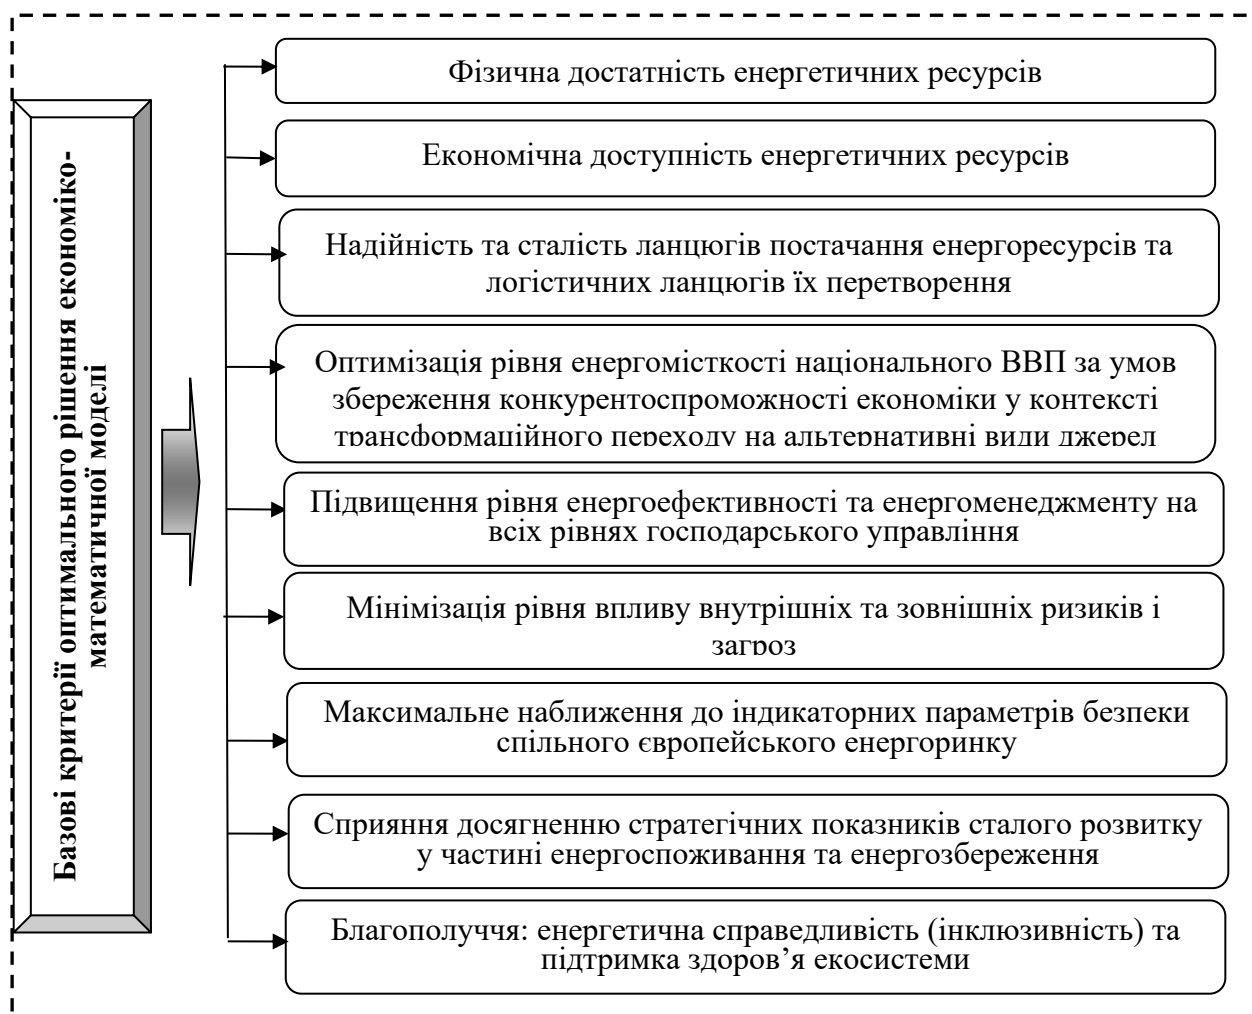 Базові критерії оптимального рішення економіко-
математичної моделі
Фізична достатність енергетичних ресурсів
Економічна доступність енергетичних ресурсів
Надійність та сталість ланцюгів постачання енергоресурсів та
логістичних ланцюгів їх перетворення
Оптимізація рівня енергомісткості національного ВВП за умов
збереження конкурентоспроможності економіки у контексті
трансформаційного переходу на альтернативні види джерел
Підвищення рівня енергоефективності та енергоменеджменту на
всіх рівнях господарського управління
Мінімізація рівня впливу внутрішніх та зовнішніх ризиків і
загроз
Максимальне наближення до індикаторних параметрів безпеки
спільного європейського енергоринку
Сприяння досягненню стратегічних показників сталого розвитку
у частині енергоспоживання та енергозбереження
Благополуччя: енергетична справедливість (інклюзивність) та
підтримка здоров’я екосистеми